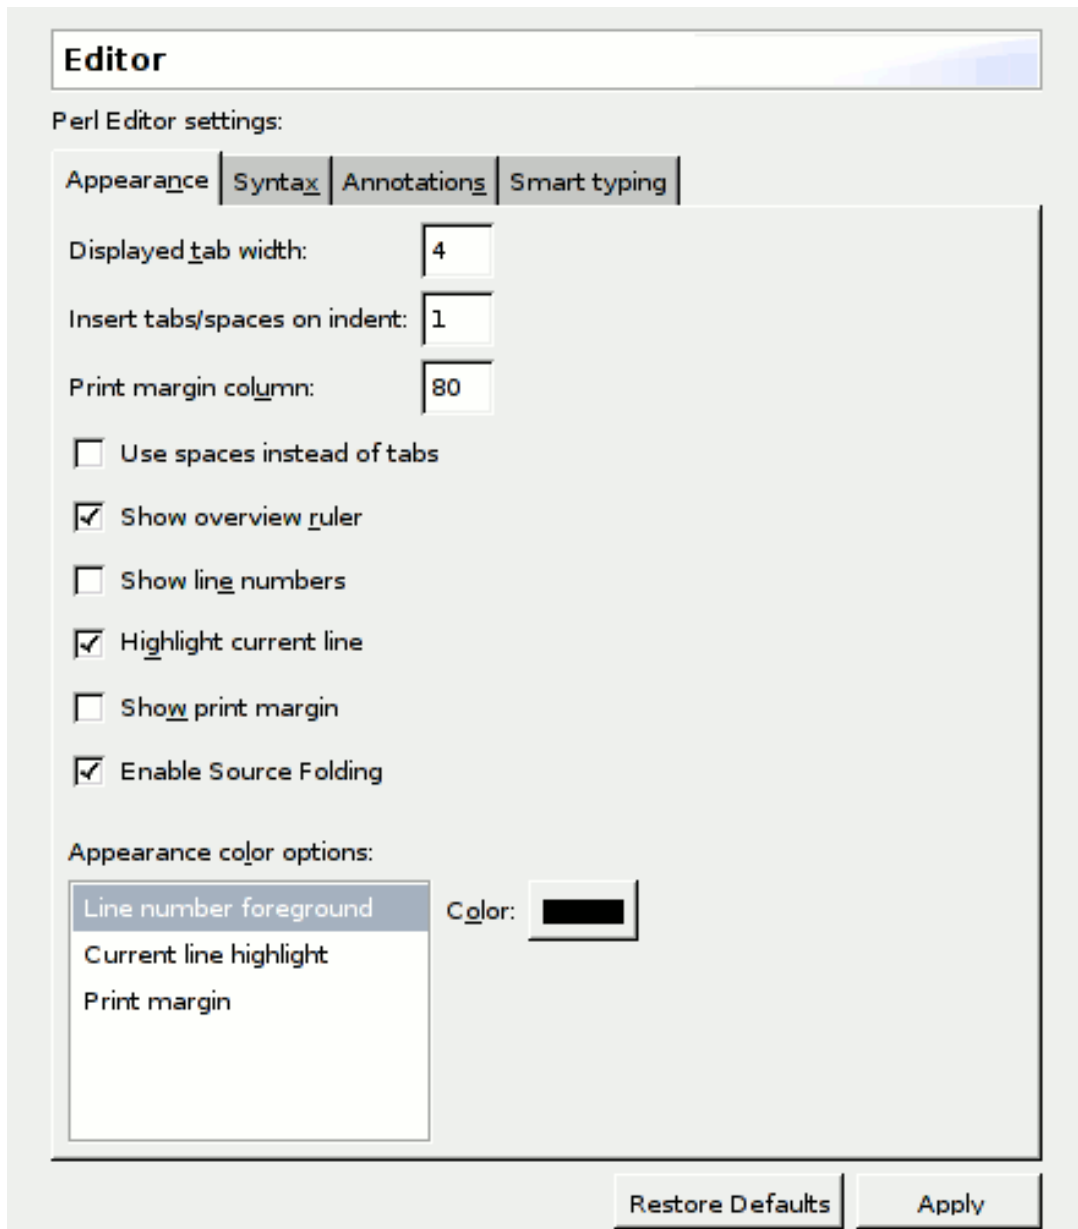 Editor
Perl Editor settings:
Appearance Syntax Annotations Smart typing
Displayed tab width: 4
Insert tabs/spaces on indent: 1
Print margin column: 80
Use spaces instead of tabs
Show overview ruler
Show line numbers
Highlight current line
Show print margin
Enable Source Folding
Appearance color options:
Line number foreground Color:
Current line highlight
Print margin
Restore Defaults Apply